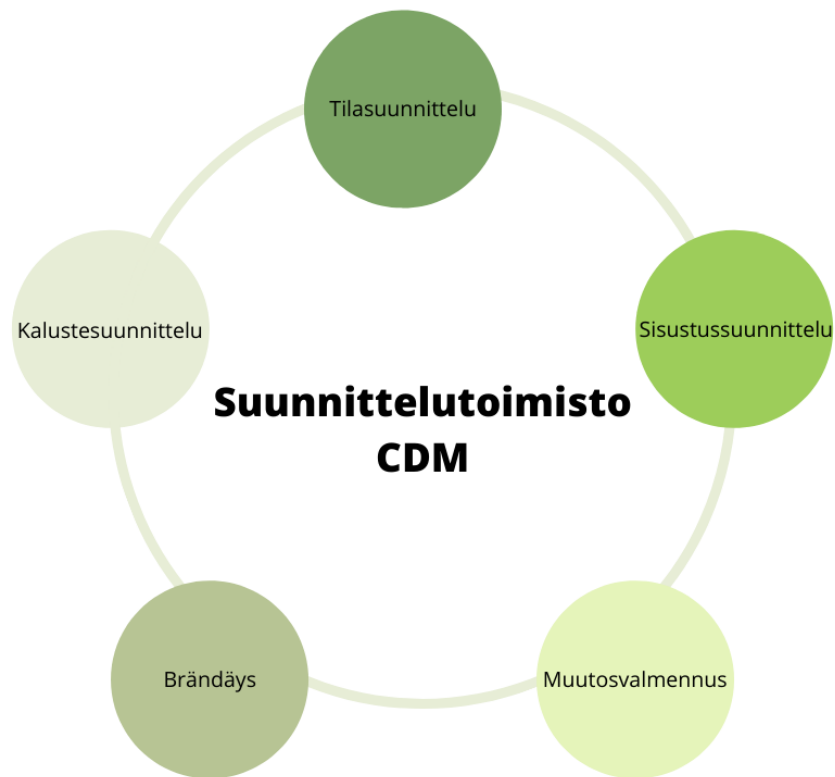 Tilasuunnittelu
Kalustesuunnittelu
Sisustussuunnittelu
Suunnittelutoimisto
CDM
Brändäys
Muutosvalmennus